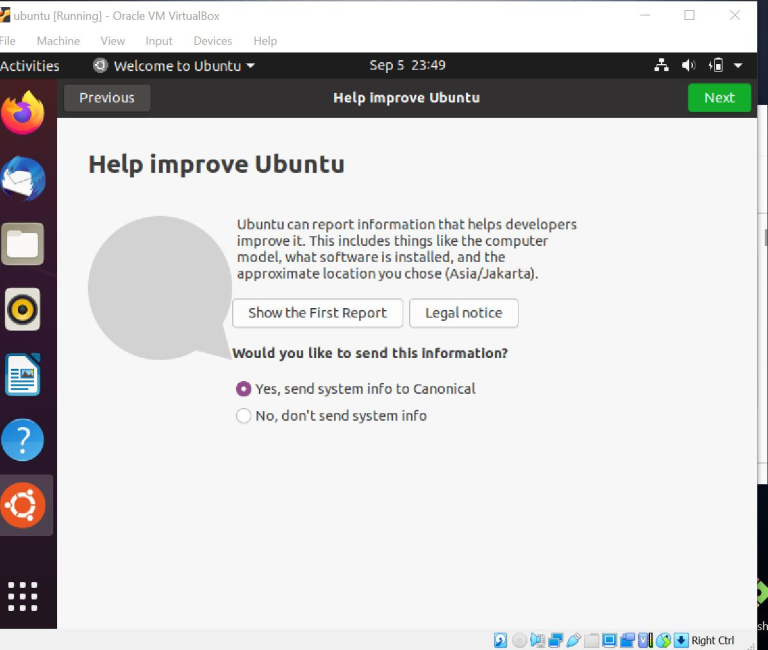 ubuntu [Running] - Oracle VM VirtualBox
File Machine View Input Devices Help
Activities Welcome to Ubuntu Sep 5 23:49
Previous Help improve Ubuntu Next
Help improve Ubuntu
Ubuntu can report information that helps developers
improve it. This includes things like the computer
model, what software is installed, and the
approximate location you chose (Asia/Jakarta).
Show the First Report Legal notice
Would you like to send this information?
Yes, send system info to Canonical
No, don't send system info
?
sh
Right Ctrl